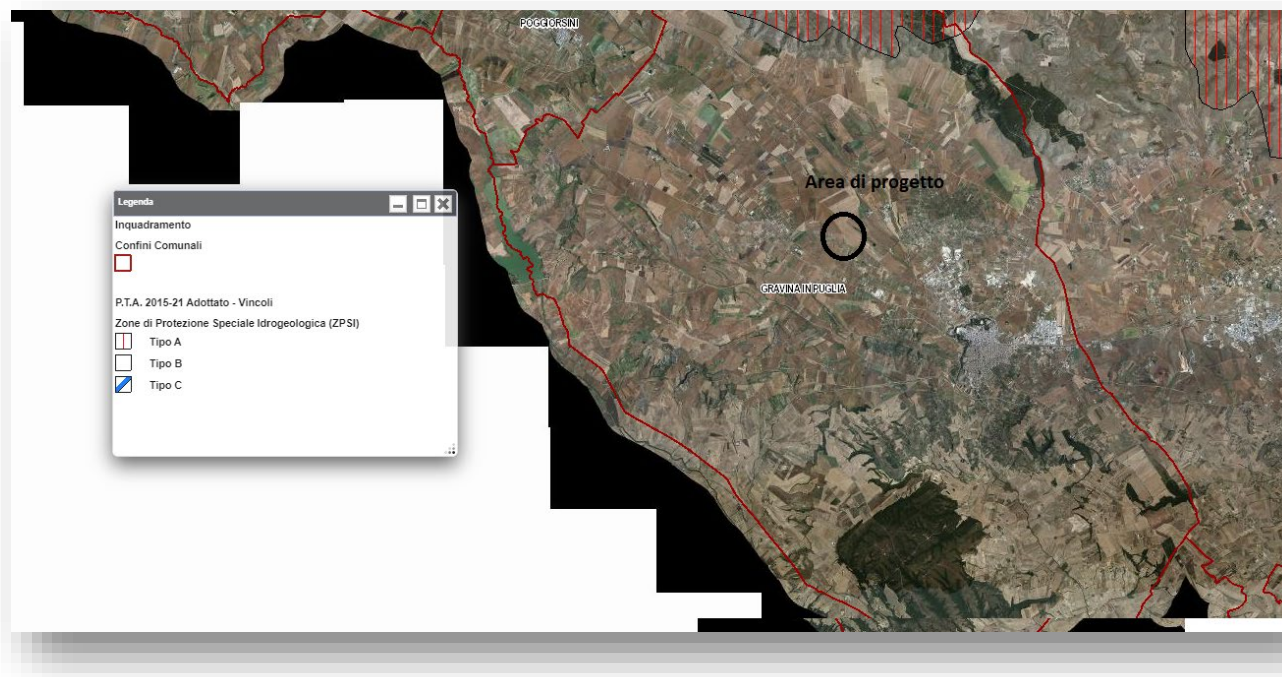 POGGIORSINI
Area di progetto
GRAVINA IN PUGLIA
Legenda
Inquadramento
Confini Comunali
P.T.A. 2015-21 Adottato - Vincoli
Zone di Protezione Speciale Idrogeologica (ZPSI)
Tipo A
Tipo B
Tipo C